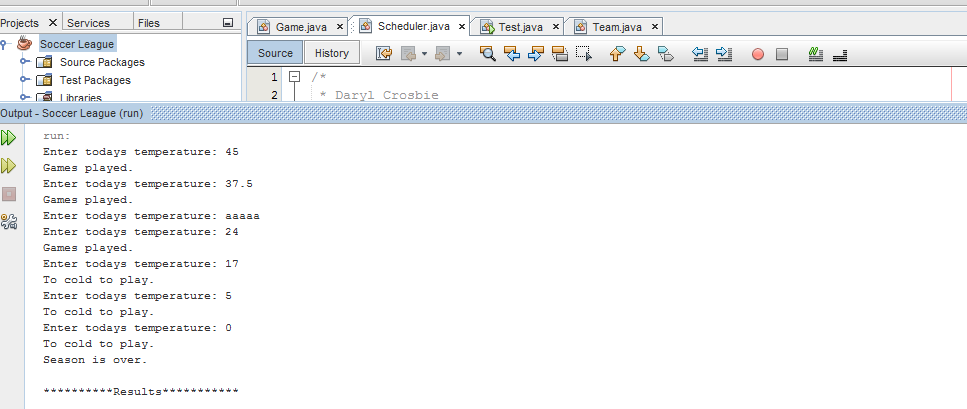 Projects Services Files
Game.java Scheduler.java Test.java Team.java
Soccer League
Source Packages
Test Packages
Libraries
Source History
1 /*
2 * Daryl Crosbie
Output - Soccer League (run)
run:
Enter todays temperature: 45
Games played.
Enter todays temperature: 37.5
Games played.
Enter todays temperature: aaaaa
Enter todays temperature: 24
Games played.
Enter todays temperature: 17
To cold to play.
Enter todays temperature: 5
To cold to play.
Enter todays temperature: 0
To cold to play.
Season is over.
**********Results***********